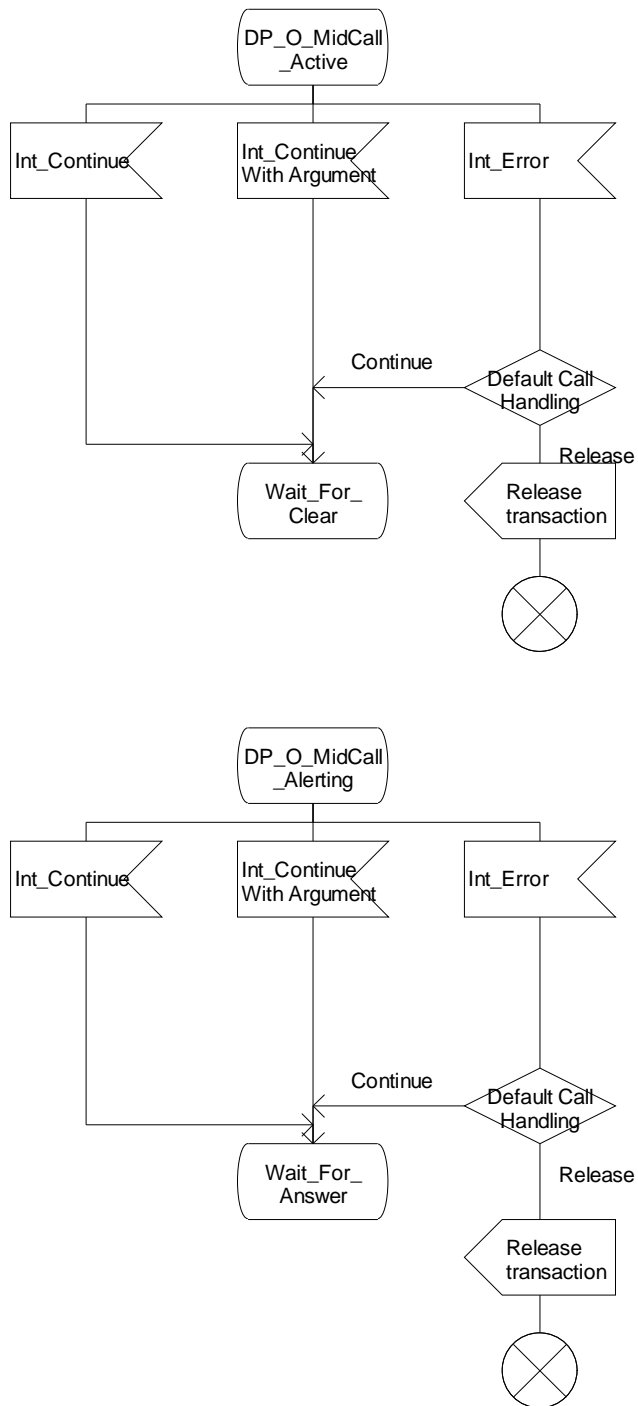 DP_O_MidCall
_Active
Int_Continue
Int_Continue
With Argument
Int_Error
Continue
Default Call
Handling
Release
Wait_For_
Clear
Release
transaction
DP_O_MidCall
_Alerting
Int_Continue
Int_Continue
With Argument
Int_Error
Continue
Default Call
Handling
Release
Wait_For_
Answer
Release
transaction